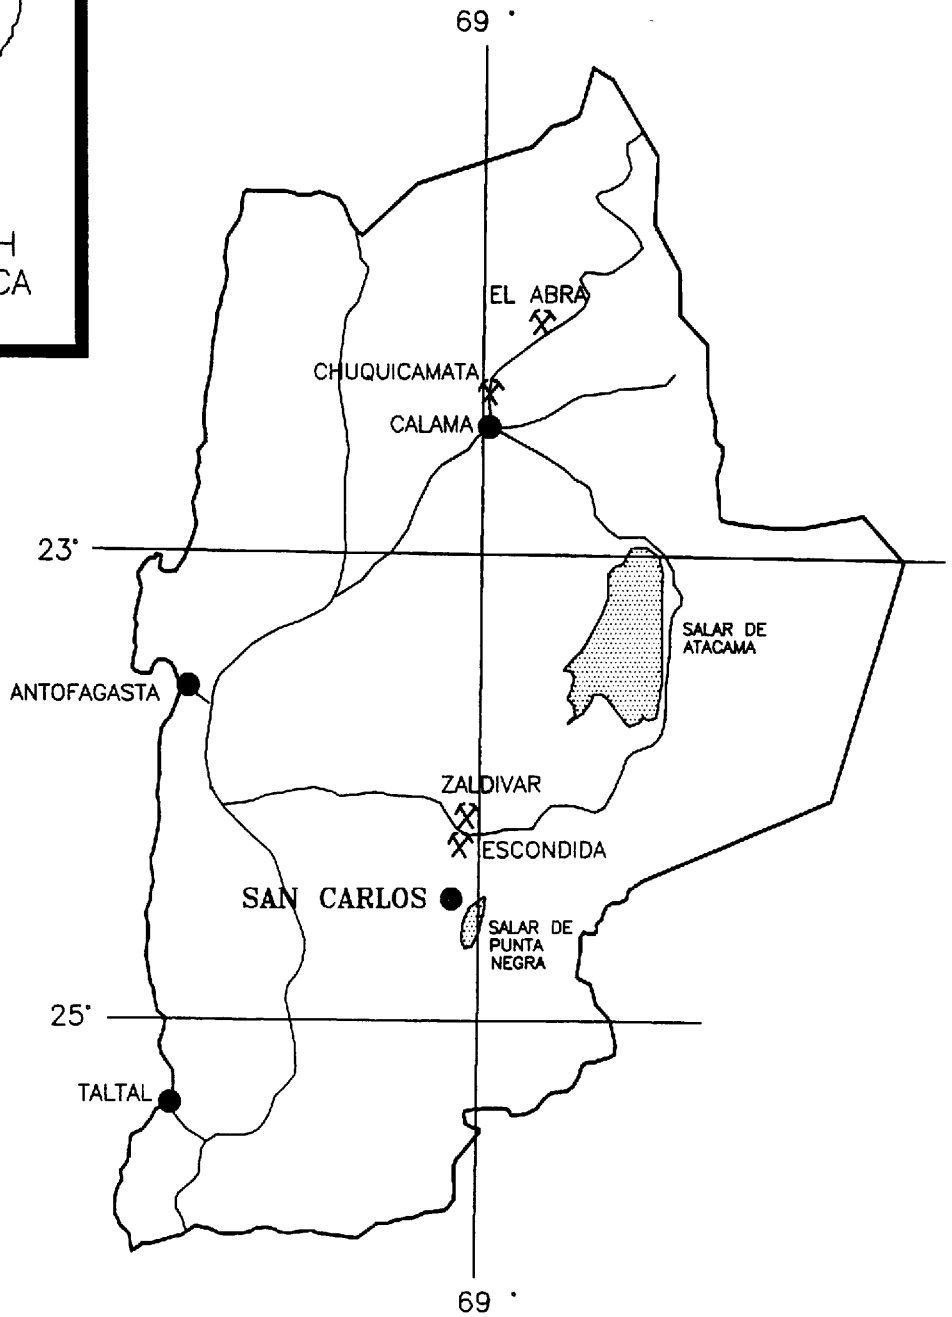 69°
CA
EL ABRA
CHUQUICAMATA
CALAMA
23°
SALAR DE
ATACAMA
ANTOFAGASTA
ZALDIVAR
ESCONDIDA
SAN CARLOS
SALAR DE
PUNTA
NEGRA
25°
TALTAL
69°